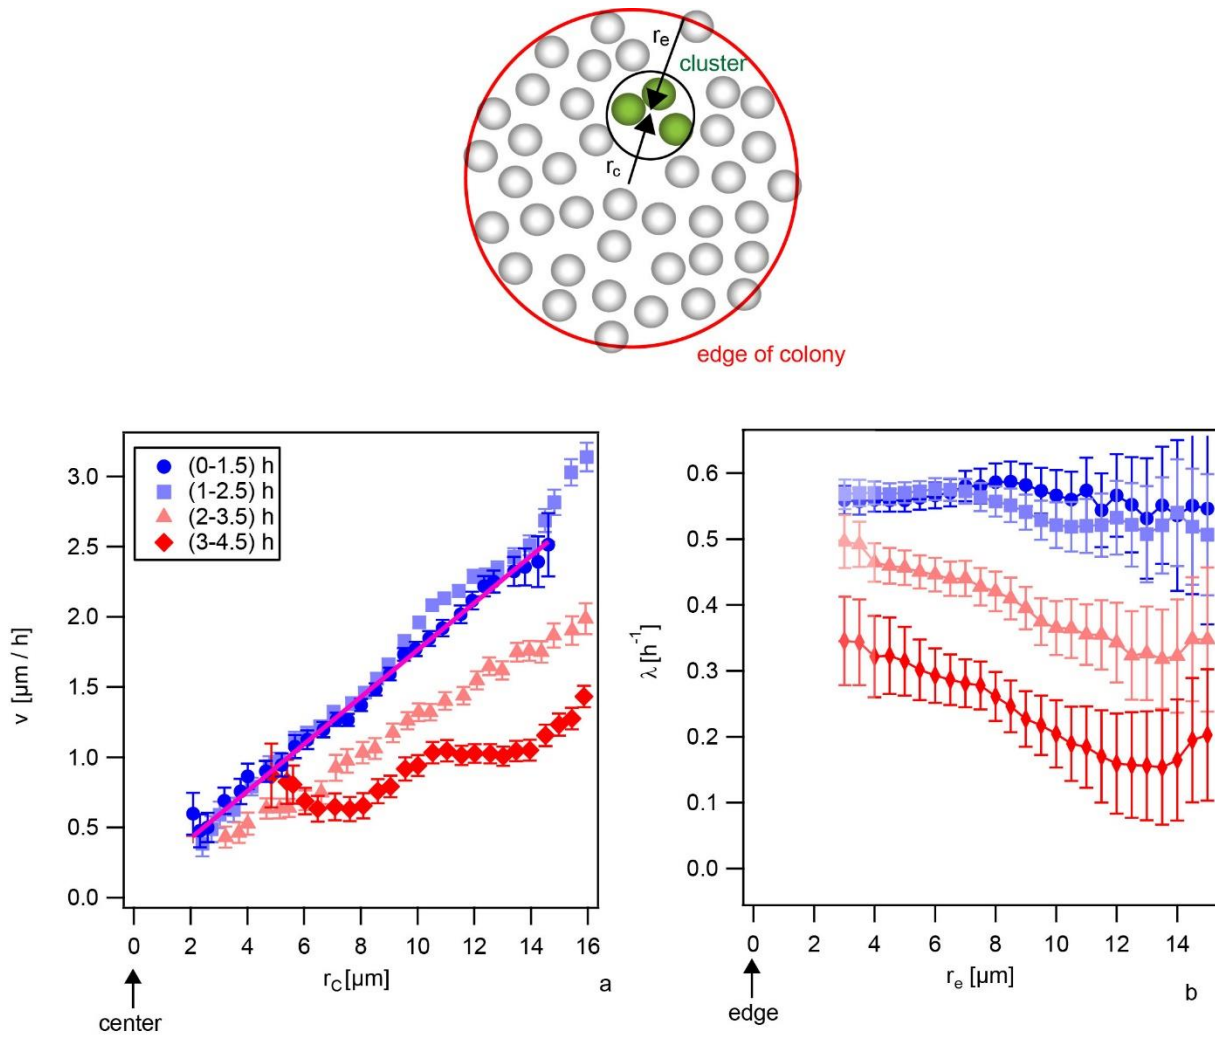 r_e
cluster
r_c
edge of colony
(0-1.5) h
(1-2.5) h
(2-3.5) h
(3-4.5) h
3.0
2.5
2.0
1.5
1.0
0.5
0.0
v [µm / h]
0 2 4 6 8 10 12 14 16
r_C[µm]
a
center
0.6
0.5
0.4
0.3
0.2
0.1
0.0
λ[h⁻¹]
0 2 4 6 8 10 12 14
r_e [µm]
b
edge